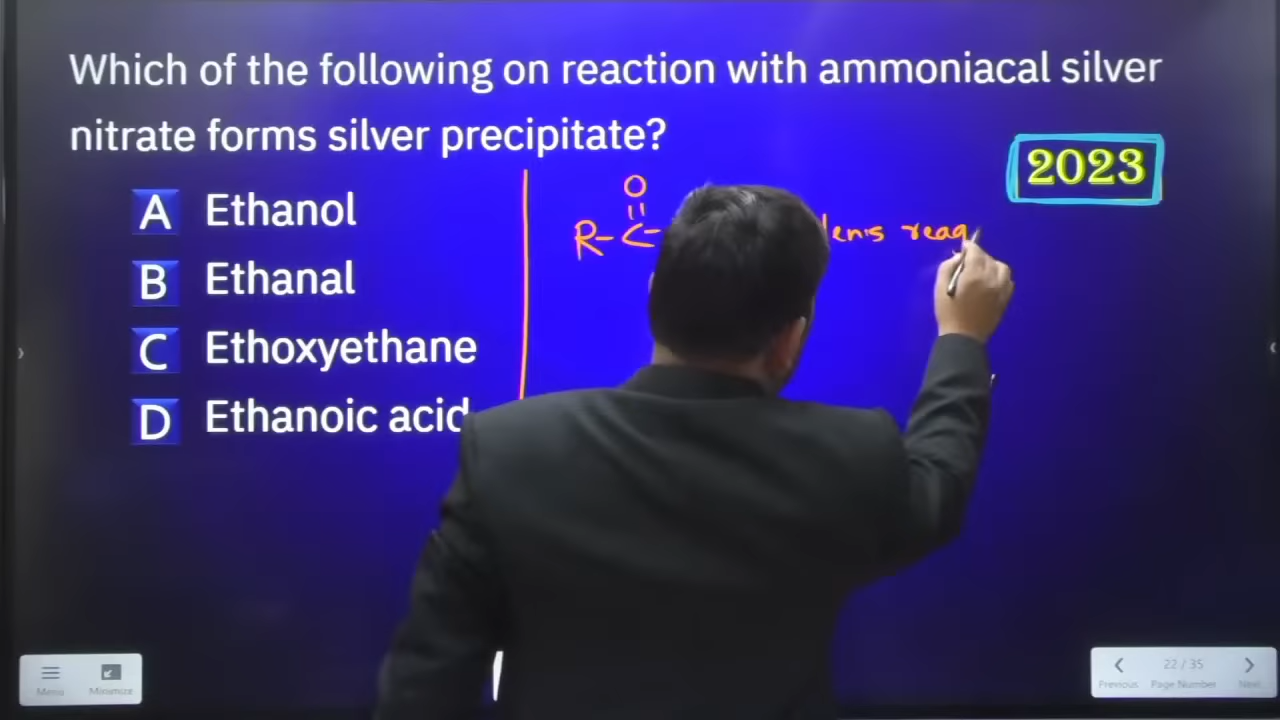 Which of the following on reaction with ammoniacal silver
nitrate forms silver precipitate?
2023
A Ethanol
B Ethanal
C Ethoxyethane
D Ethanoic acid
O
R-C-
reag
Menu
Minimize
Previous
22 / 35
Page Number
Next